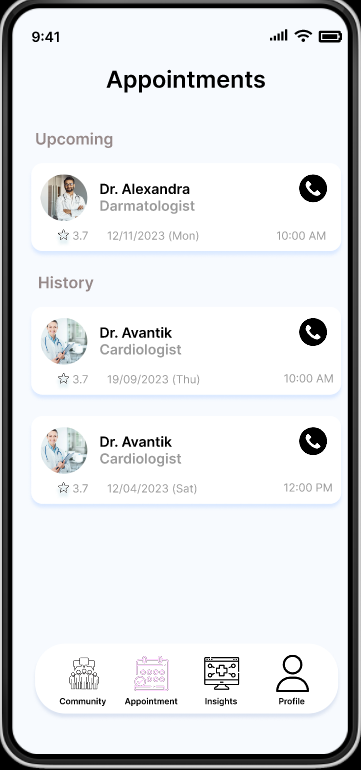 9:41
Appointments
Upcoming
Dr. Alexandra
Darmatologist
3.7 12/11/2023 (Mon) 10:00 AM
History
Dr. Avantik
Cardiologist
3.7 19/09/2023 (Thu) 10:00 AM
Dr. Avantik
Cardiologist
3.7 12/04/2023 (Sat) 12:00 PM
Community Appointment Insights Profile